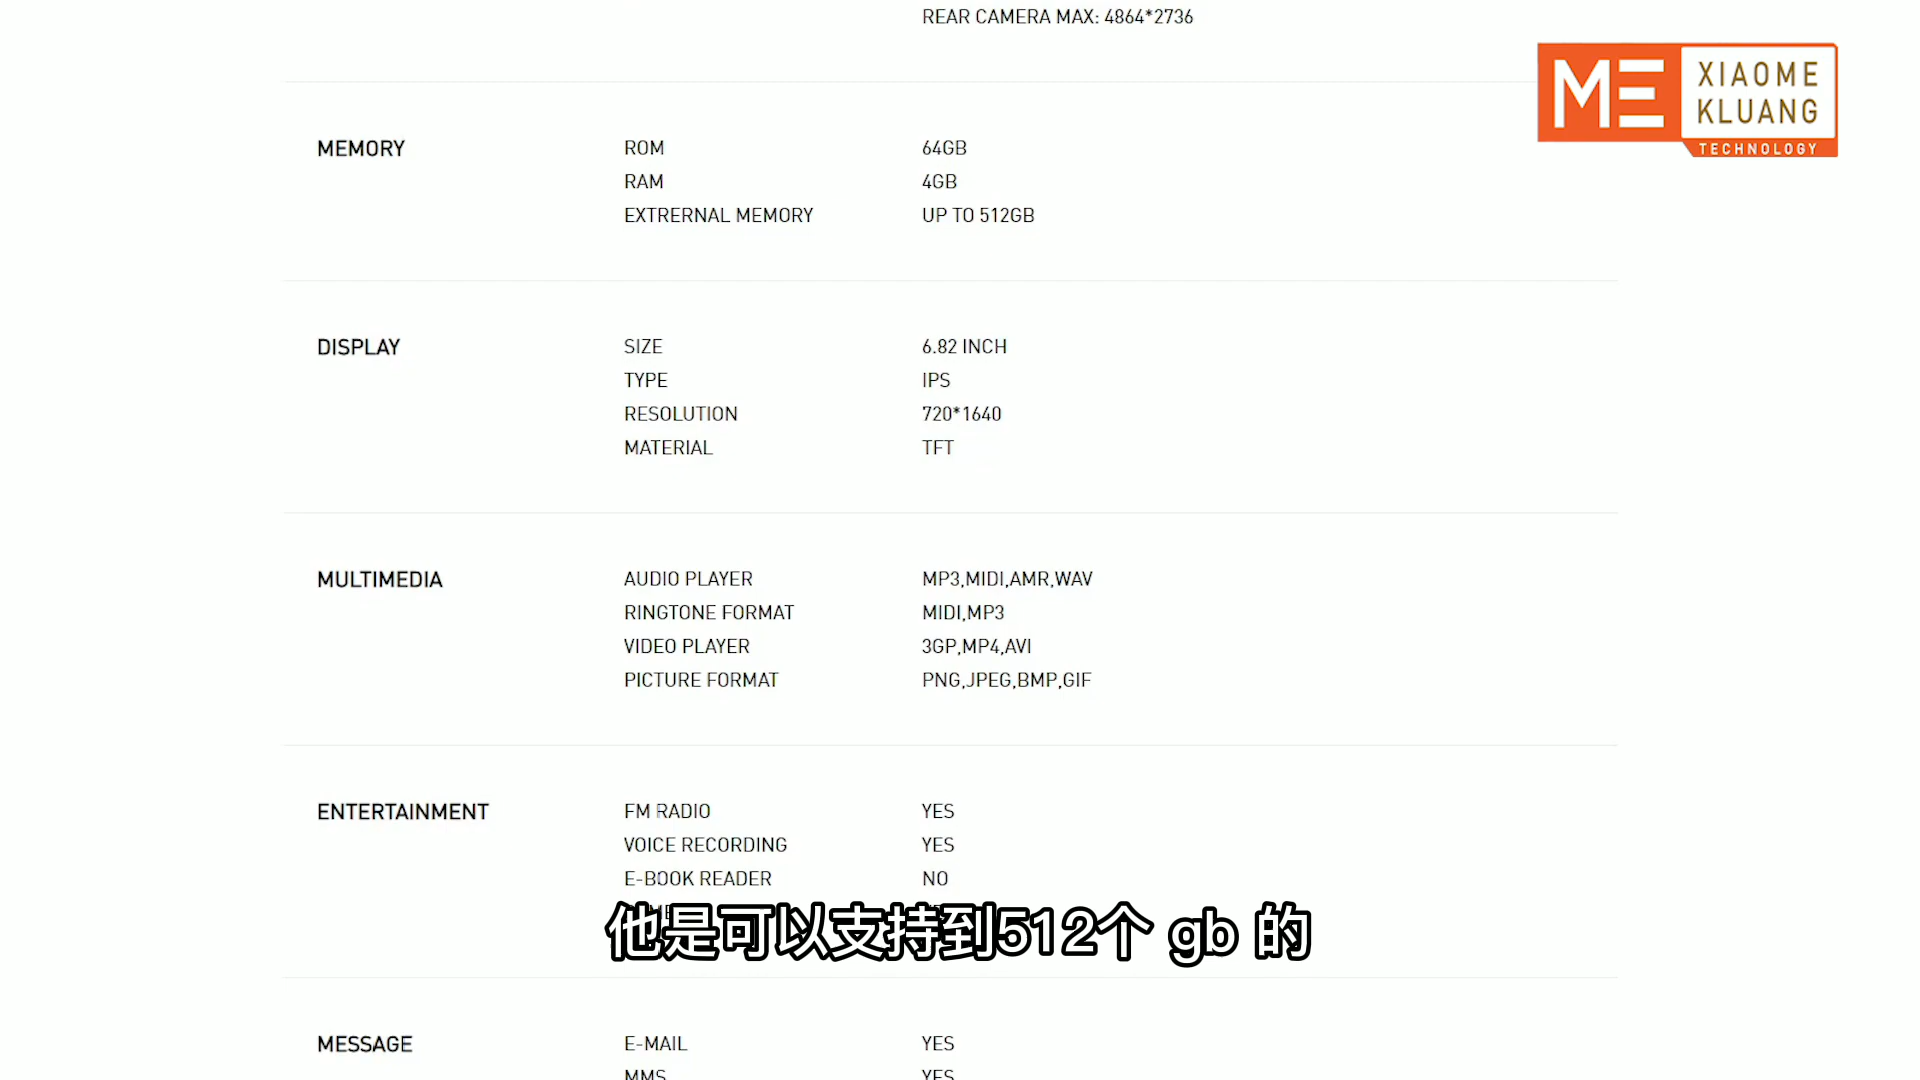 REAR CAMERA MAX: 4864*2736
ME XIAOME
KLUANG
TECHNOLOGY
MEMORY ROM 64GB
RAM 4GB
EXTRERNAL MEMORY UP TO 512GB
DISPLAY SIZE 6.82 INCH
TYPE IPS
RESOLUTION 720*1640
MATERIAL TFT
MULTIMEDIA AUDIO PLAYER MP3,MIDI,AMR,WAV
RINGTONE FORMAT MIDI,MP3
VIDEO PLAYER 3GP,MP4,AVI
PICTURE FORMAT PNG,JPEG,BMP,GIF
ENTERTAINMENT FM RADIO YES
VOICE RECORDING YES
E-BOOK READER NO
他是可以支持到512个 gb 的
MESSAGE E-MAIL YES
MMS YES